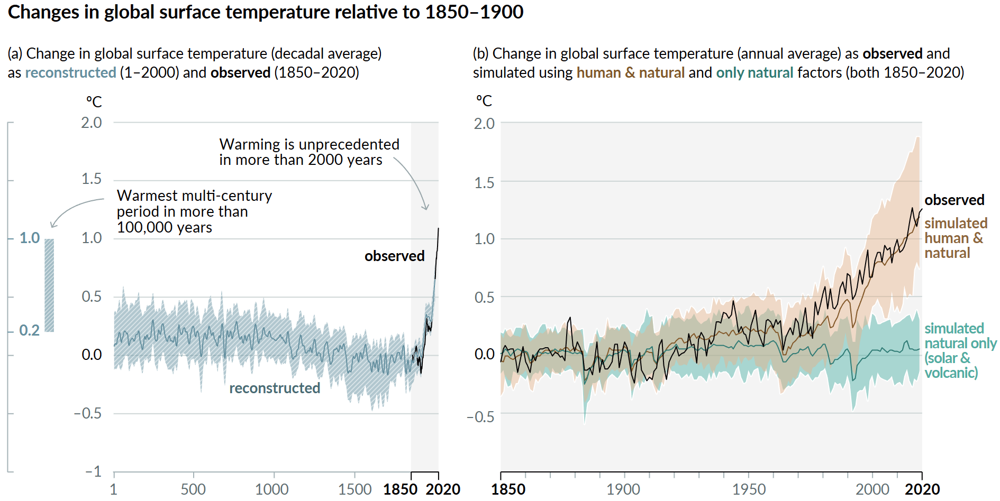 Changes in global surface temperature relative to 1850–1900
(a) Change in global surface temperature (decadal average)
as reconstructed (1–2000) and observed (1850–2020)
ºC
2.0
1.5
1.0
0.5
0.0
−0.5
−1
1.0
0.2
Warming is unprecedented
in more than 2000 years
Warmest multi-century
period in more than
100,000 years
observed
reconstructed
1 500 1000 1500 1850 2020
(b) Change in global surface temperature (annual average) as observed and
simulated using human & natural and only natural factors (both 1850–2020)
ºC
2.0
1.5
1.0
0.5
0.0
−0.5
observed
simulated
human &
natural
simulated
natural only
(solar &
volcanic)
1850 1900 1950 2000 2020